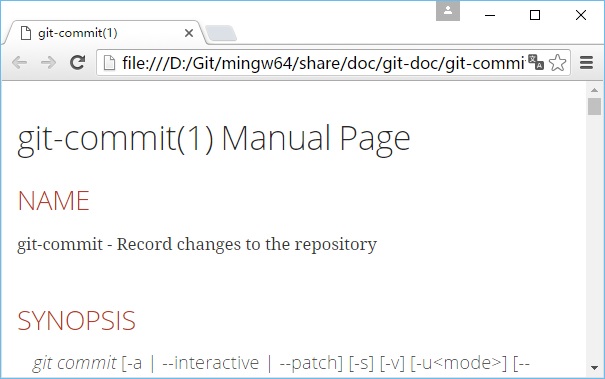 git-commit(1)
file:///D:/Git/mingw64/share/doc/git-doc/git-commi
git-commit(1) Manual Page
NAME
git-commit - Record changes to the repository
SYNOPSIS
git commit [-a | --interactive | --patch] [-s] [-v] [-u<mode>] [--